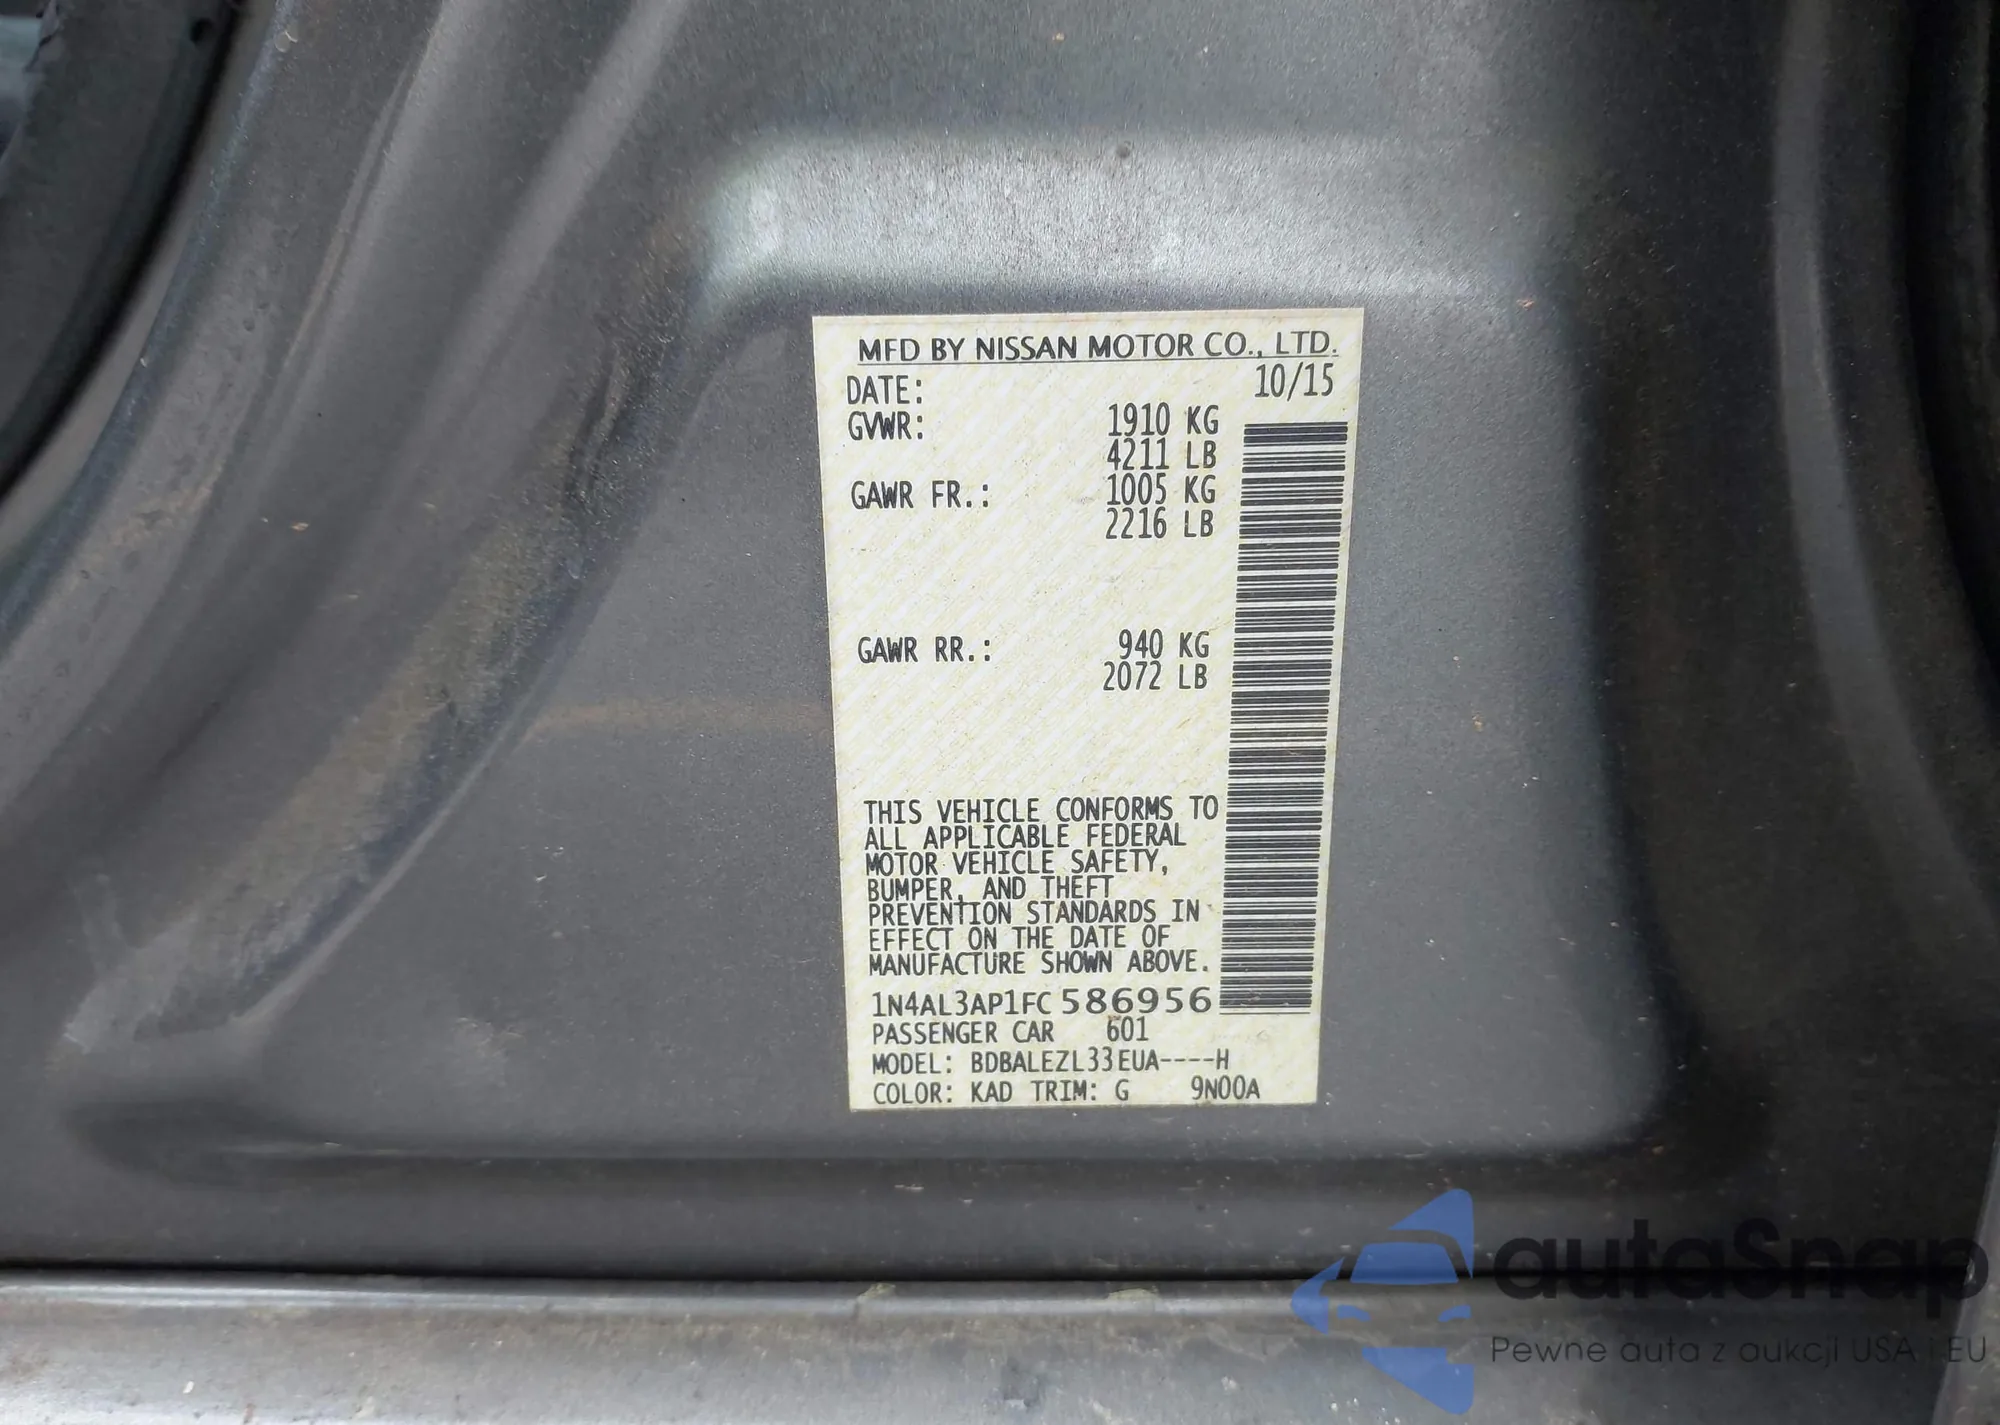 MFD BY NISSAN MOTOR CO., LTD.
DATE: 10/15
GVWR: 1910 KG
4211 LB
GAWR FR.: 1005 KG
2216 LB
GAWR RR.: 940 KG
2072 LB
THIS VEHICLE CONFORMS TO
ALL APPLICABLE FEDERAL
MOTOR VEHICLE SAFETY,
BUMPER, AND THEFT
PREVENTION STANDARDS IN
EFFECT ON THE DATE OF
MANUFACTURE SHOWN ABOVE.
1N4AL3AP1FC586956
PASSENGER CAR 601
MODEL: BDBALEZL33EUA----H
COLOR: KAD TRIM: G 9N00A
autaSnap
Pewne auta z aukcji USA i EU